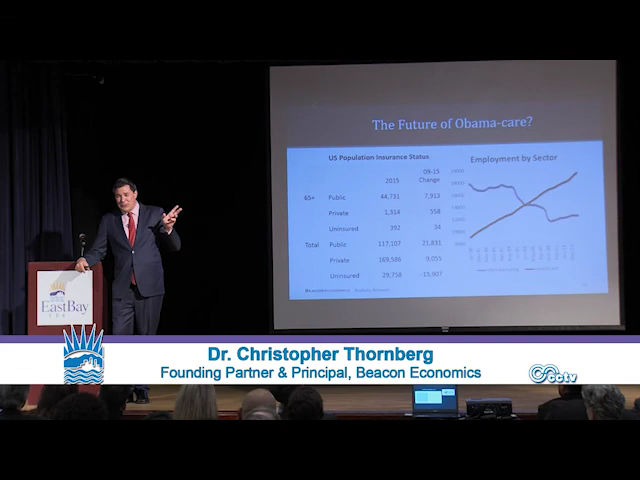 The Future of Obama-care?
US Population Insurance Status
2015
09-15
Change
65+ Public 44,731 7,913
Private 1,314 558
Uninsured 392 34
Total Public 117,107 21,831
Private 169,586 9,055
Uninsured 29,758 -15,907
Employment by Sector
EastBay
EDA
Dr. Christopher Thornberg
Founding Partner & Principal, Beacon Economics
cctv